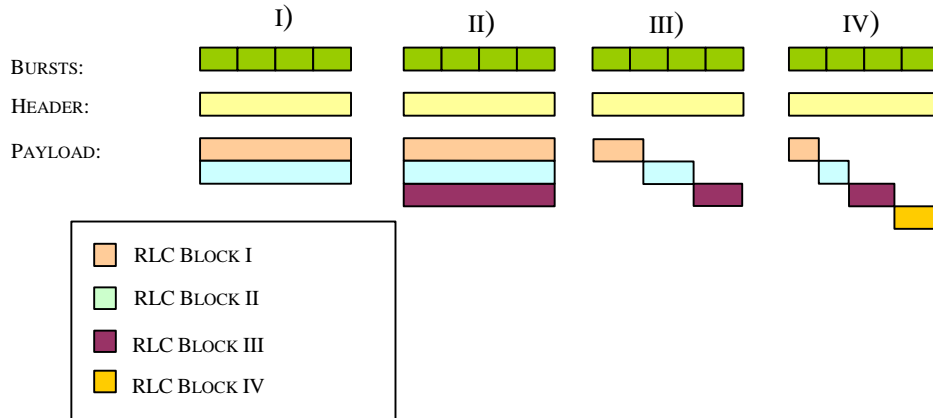 I) II) III) IV)
BURSTS:
HEADER:
PAYLOAD:
RLC BLOCK I
RLC BLOCK II
RLC BLOCK III
RLC BLOCK IV